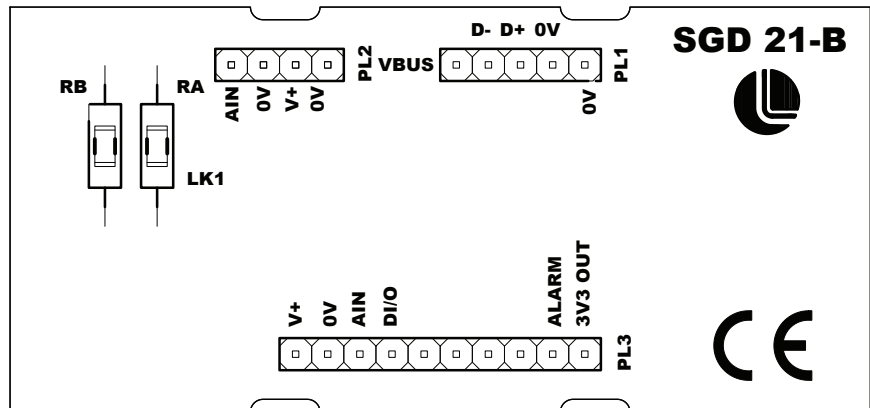 D- D+ 0V
SGD 21-B
VBUS
PL2
PL1
RB
RA
AIN
0V
V+
0V
0V
LK1
V+
0V
AIN
DI/O
ALARM
3V3 OUT
PL3
CE